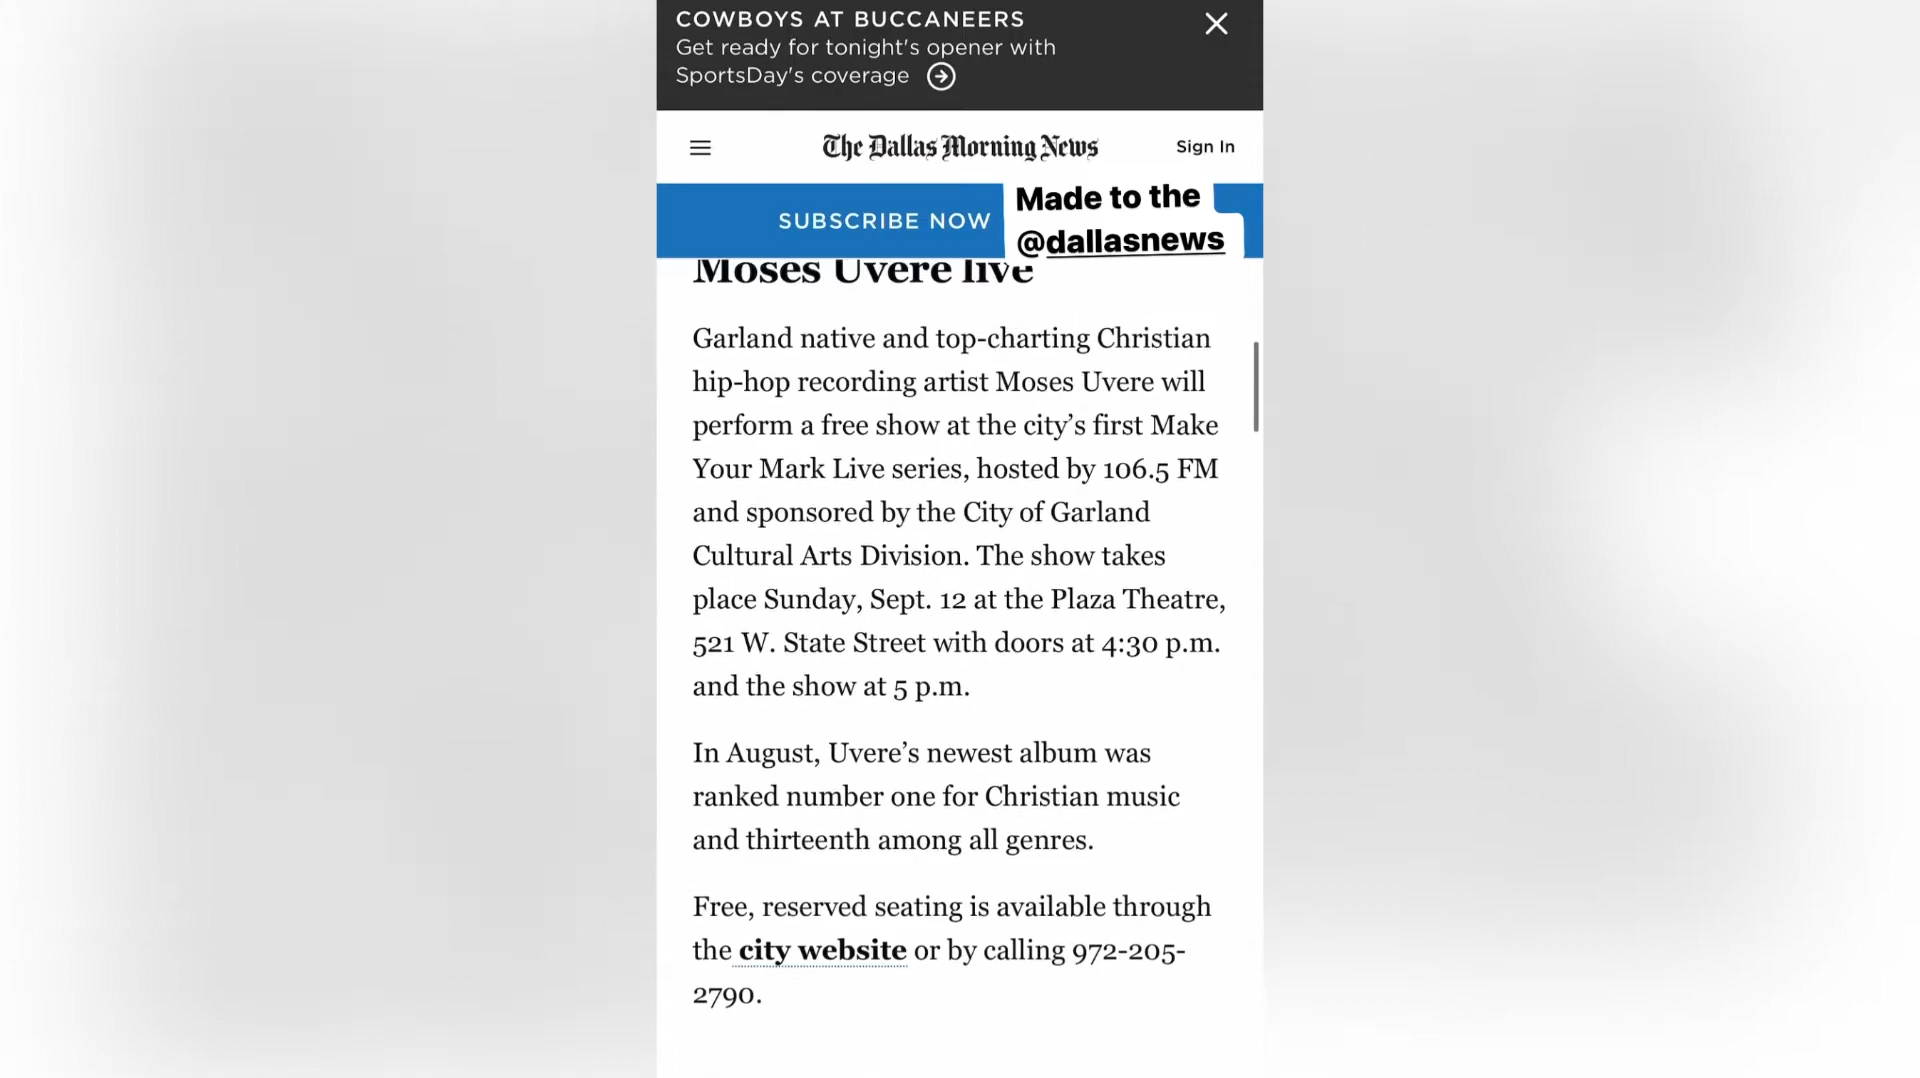 COWBOYS AT BUCCANEERS
Get ready for tonight's opener with
SportsDay's coverage
The Dallas Morning News
Sign In
SUBSCRIBE NOW
Made to the
@dallasnews
Moses Uvere live
Garland native and top-charting Christian
hip-hop recording artist Moses Uvere will
perform a free show at the city’s first Make
Your Mark Live series, hosted by 106.5 FM
and sponsored by the City of Garland
Cultural Arts Division. The show takes
place Sunday, Sept. 12 at the Plaza Theatre,
521 W. State Street with doors at 4:30 p.m.
and the show at 5 p.m.
In August, Uvere’s newest album was
ranked number one for Christian music
and thirteenth among all genres.
Free, reserved seating is available through
the city website or by calling 972-205-
2790.